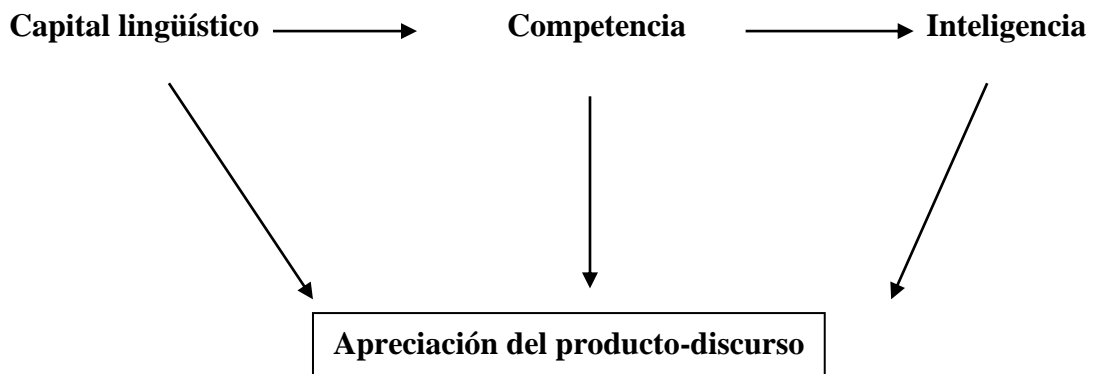 Capital lingüístico Competencia Inteligencia
Apreciación del producto-discurso